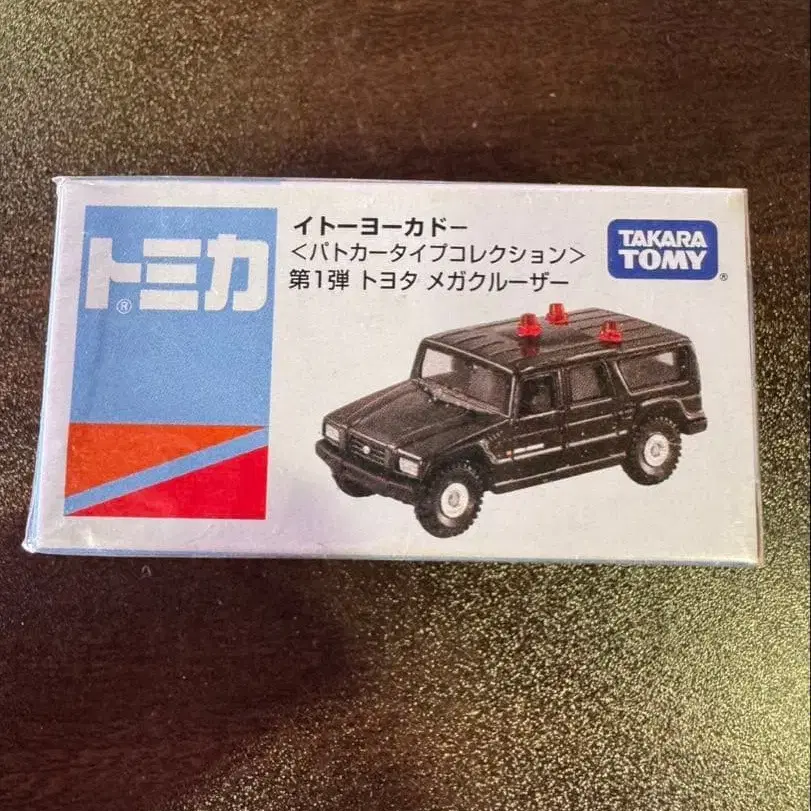 トミカ®
イトーヨーカドー
<パトカータイプコレクション>
第1弾 トヨタ メガクルーザー
TAKARA
TOMY®